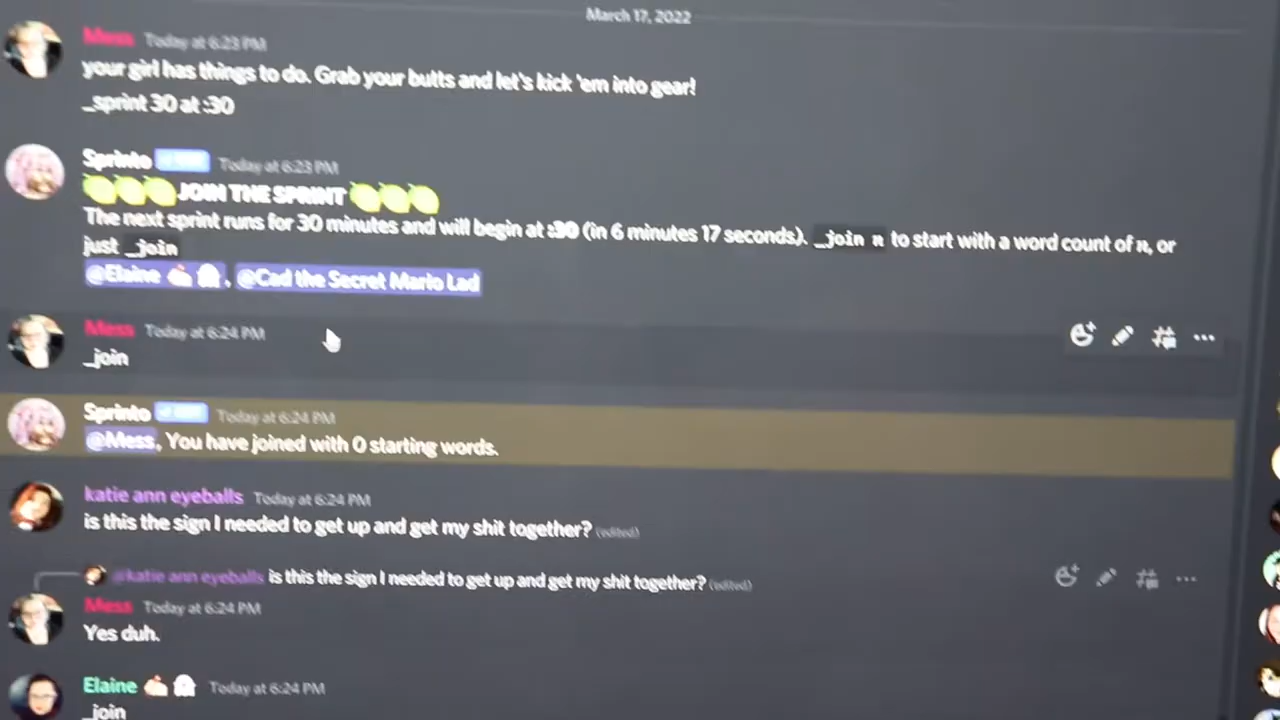 March 17, 2022
Mess Today at 6:23 PM
your girl has things to do. Grab your butts and let's kick 'em into gear!
_sprint 30 at :30
Sprinto Today at 6:23 PM
JOIN THE SPRINT
The next sprint runs for 30 minutes and will begin at :30 (in 6 minutes 17 seconds). _join n to start with a word count of n, or
just _join
@Elaine , @Cad the Secret Mario Lad
Mess Today at 6:24 PM
_join
Sprinto Today at 6:24 PM
@Mess, You have joined with 0 starting words.
katie ann eyeballs Today at 6:24 PM
is this the sign I needed to get up and get my shit together? (edited)
@katie ann eyeballs is this the sign I needed to get up and get my shit together? (edited)
Mess Today at 6:24 PM
Yes duh.
Elaine Today at 6:24 PM
_join